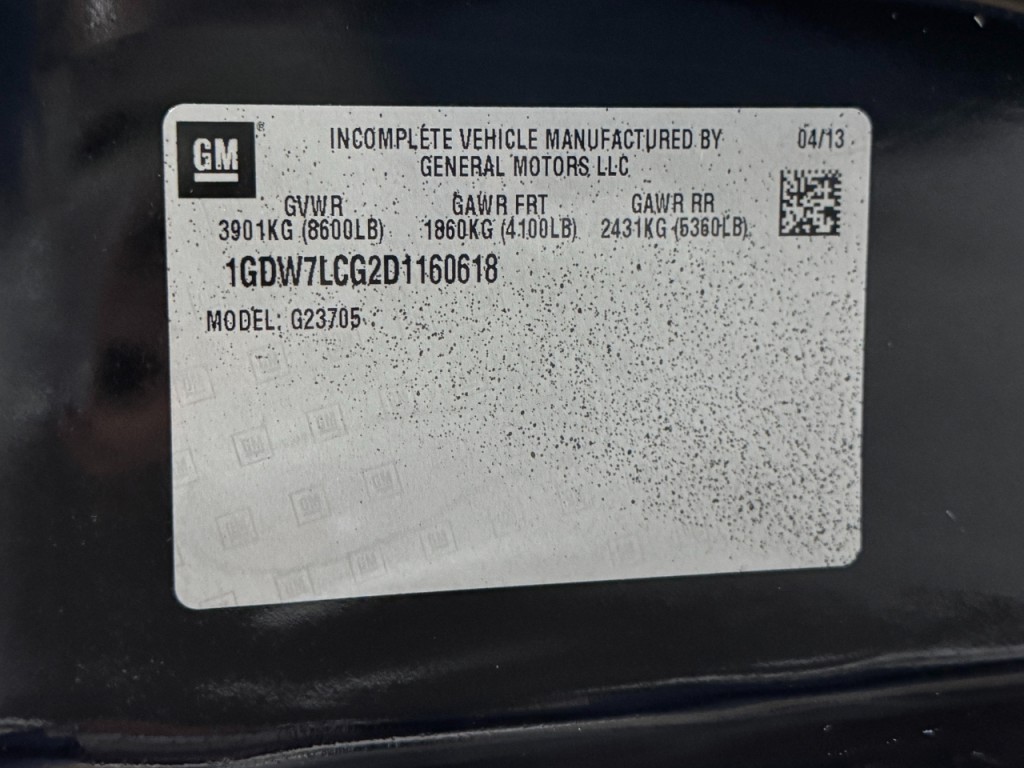 GM®
INCOMPLETE VEHICLE MANUFACTURED BY
GENERAL MOTORS LLC
04/13
GVWR GAWR FRT GAWR RR
3901KG (8600LB) 1860KG (4100LB) 2431KG (5360LB)
1GDW7LCG2D1160618
MODEL: G23705